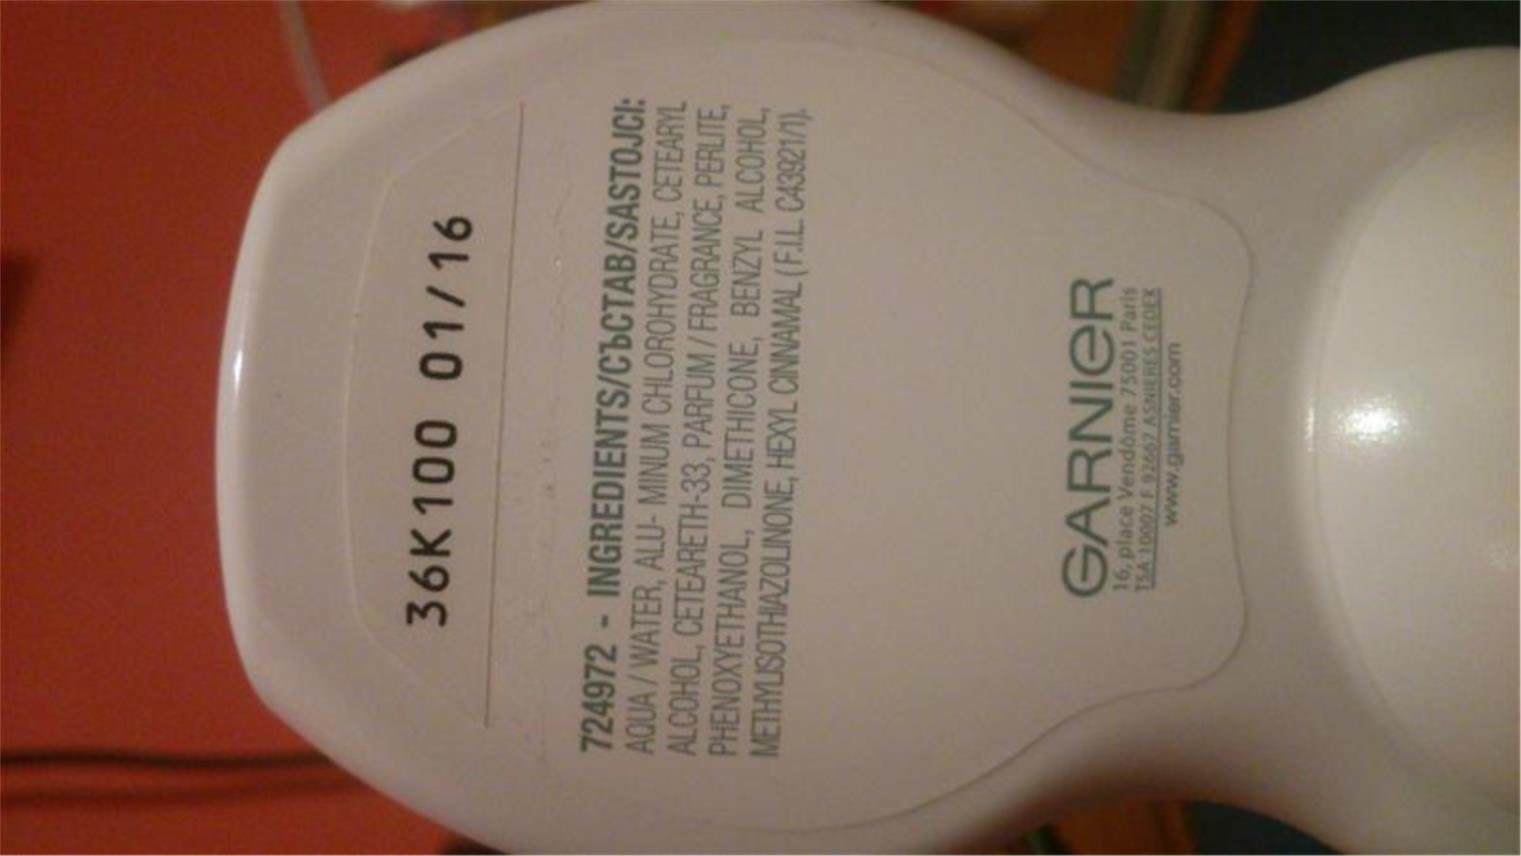 36K100 01/16
724972 - INGREDIENTS/СЪСТАВ/SASTOJCI:
AQUA / WATER, ALU- MINUM CHLOROHYDRATE, CETEARYL
ALCOHOL, CETEARETH-33, PARFUM / FRAGRANCE, PERLITE,
PHENOXYETHANOL, DIMETHICONE, BENZYL ALCOHOL,
METHYLISOTHIAZOLINONE, HEXYL CINNAMAL ( F.I.L. C43921/1).
GARNIER
16, place Vendôme 75001 Paris
TSA 10007 F 92667 ASNIERES CEDEX
www.garnier.com